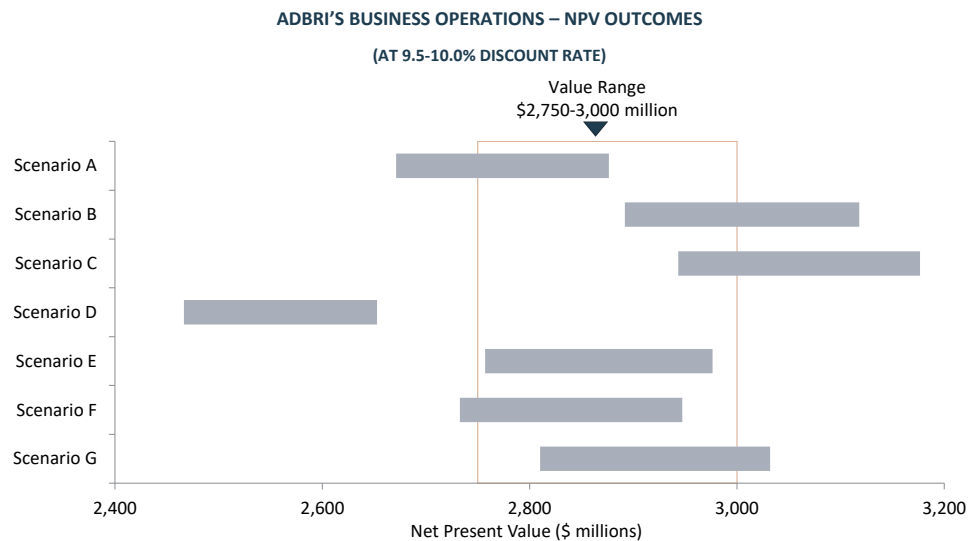 ADBRI'S BUSINESS OPERATIONS – NPV OUTCOMES
(AT 9.5-10.0% DISCOUNT RATE)
Value Range
$2,750-3,000 million
Scenario A
Scenario B
Scenario C
Scenario D
Scenario E
Scenario F
Scenario G
2,400 2,600 2,800 3,000 3,200
Net Present Value ($ millions)